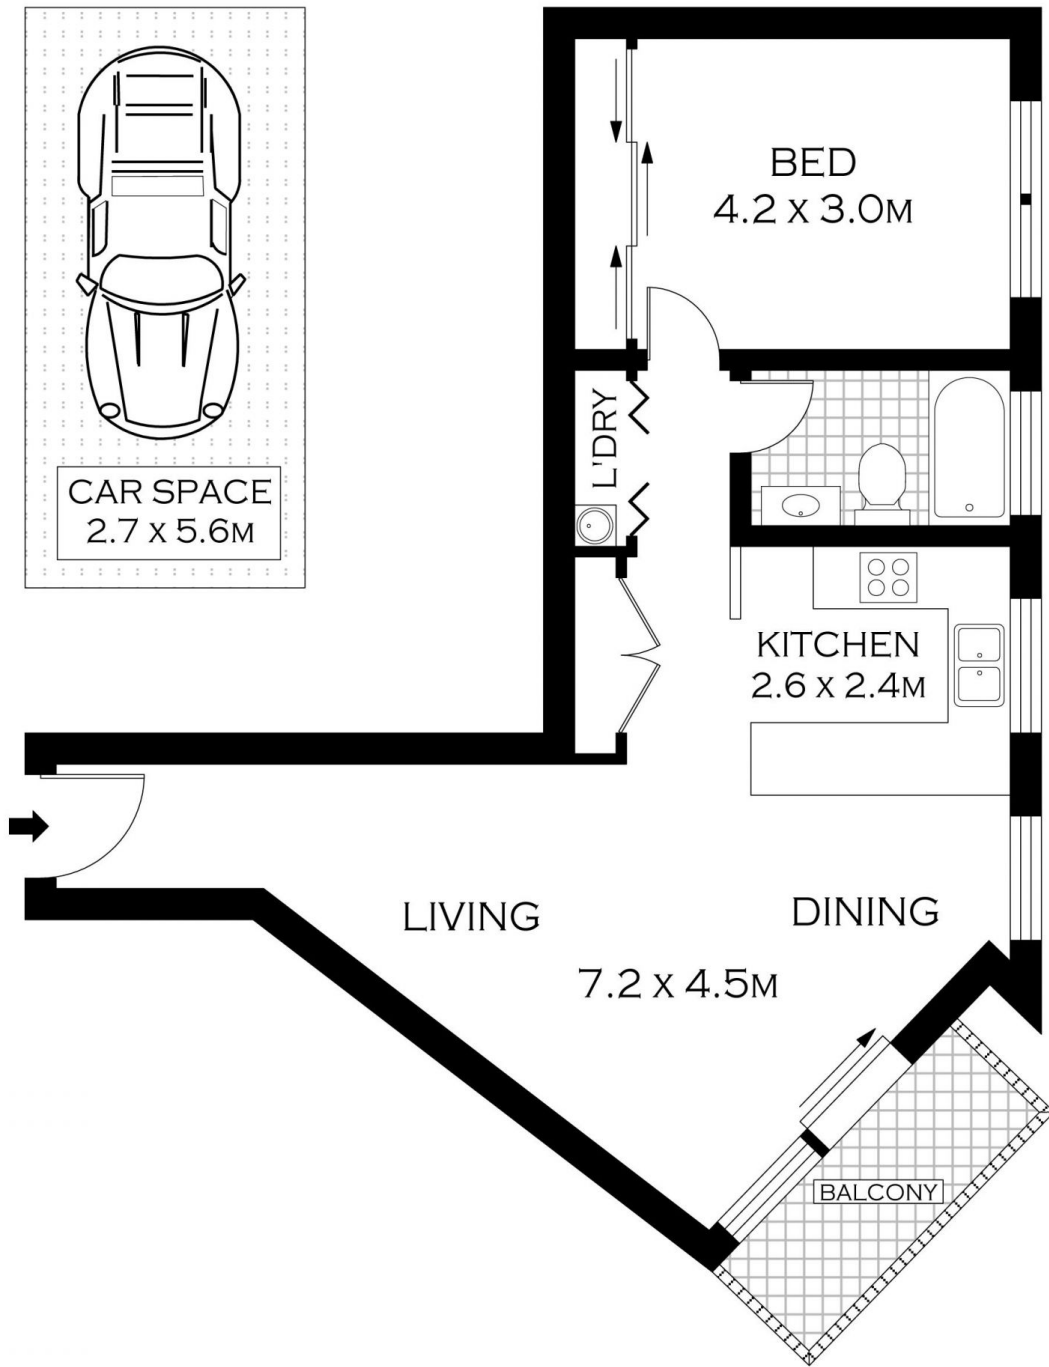 BED
4.2 X 3.0M
L'DRY
CAR SPACE
2.7 X 5.6M
KITCHEN
2.6 X 2.4M
LIVING
DINING
7.2 X 4.5M
BALCONY